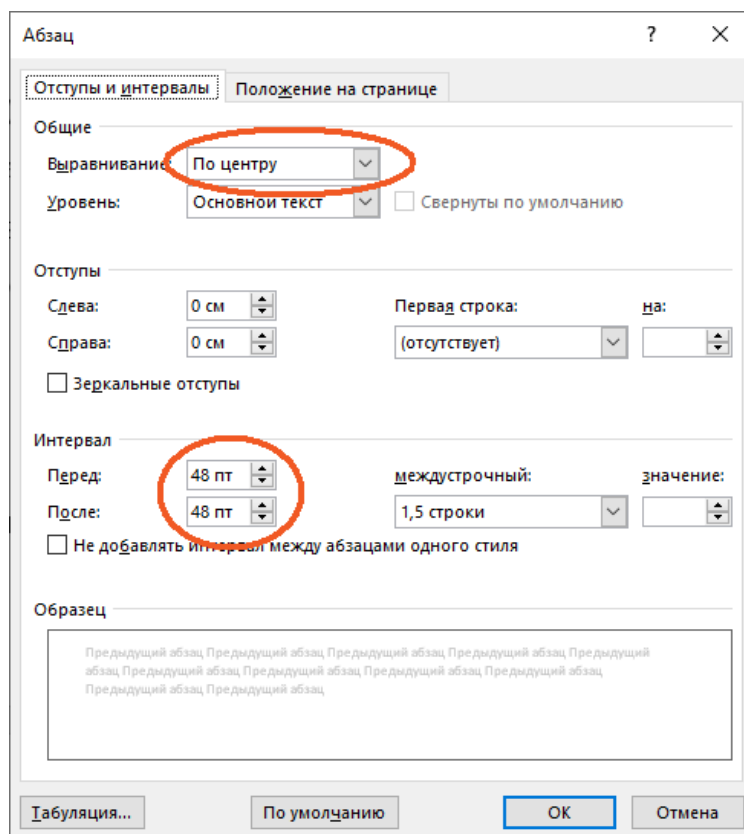 Абзац ?
Отступы и интервалы Положение на странице
Общие
Выравнивание: По центру
Уровень: Основной текст Свернуты по умолчанию
Отступы
Слева: 0 см Первая строка: на:
Справа: 0 см (отсутствует)
Зеркальные отступы
Интервал
Перед: 48 пт междустрочный: значение:
После: 48 пт 1,5 строки
Не добавлять интервал между абзацами одного стиля
Образец
Предыдущий абзац Предыдущий абзац Предыдущий абзац Предыдущий абзац Предыдущий
абзац Предыдущий абзац Предыдущий абзац Предыдущий абзац Предыдущий абзац
Предыдущий абзац Предыдущий абзац
Табуляция... По умолчанию ОК Отмена